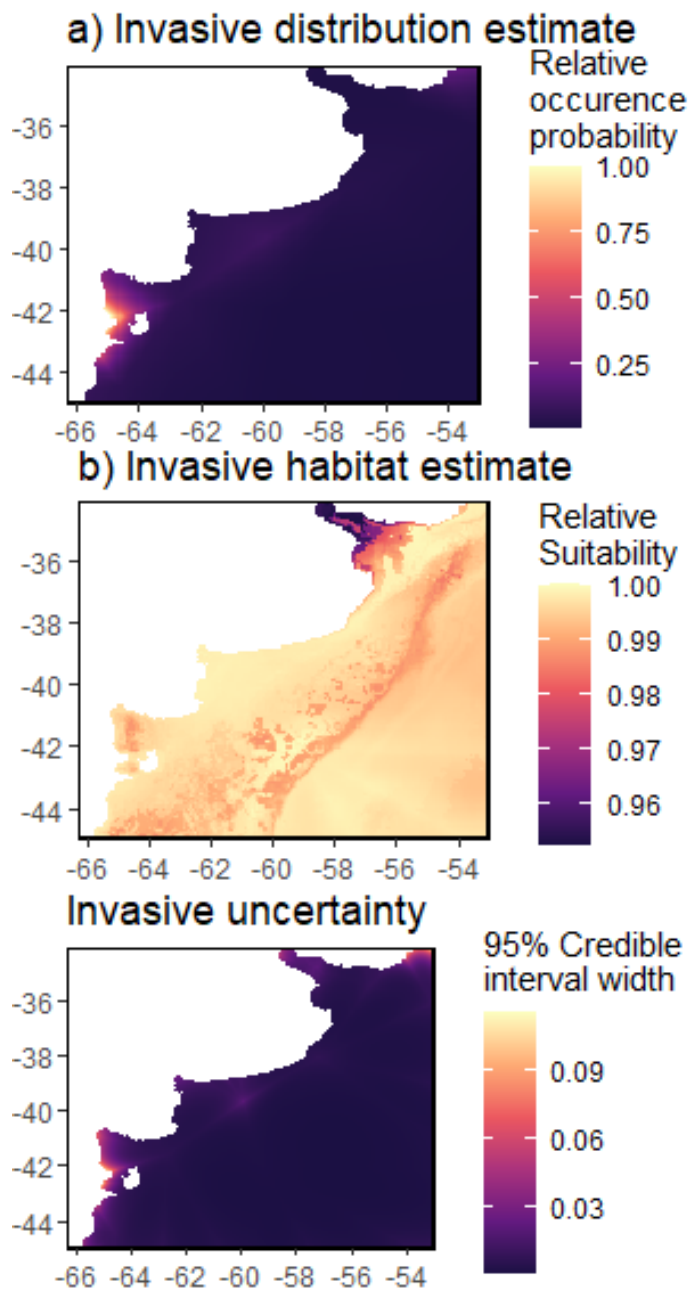 a) Invasive distribution estimate
Relative
occurence
probability
1.00
0.75
0.50
0.25
-36
-38
-40
-42
-44
-66 -64 -62 -60 -58 -56 -54
b) Invasive habitat estimate
Relative
Suitability
1.00
0.99
0.98
0.97
0.96
-36
-38
-40
-42
-44
-66 -64 -62 -60 -58 -56 -54
Invasive uncertainty
95% Credible
interval width
0.09
0.06
0.03
-36
-38
-40
-42
-44
-66 -64 -62 -60 -58 -56 -54